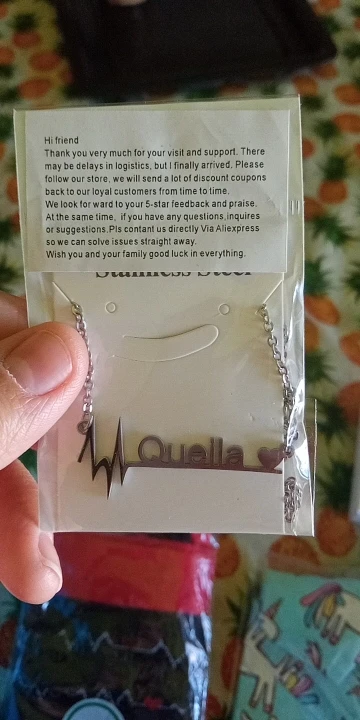 Hi friend
Thank you very much for your visit and support. There
may be delays in logistics, but I finally arrived. Please
follow our store, we will send a lot of discount coupons
back to our loyal customers from time to time.
We look for ward to your 5-star feedback and praise.
At the same time, if you have any questions,inquires
or suggestions.Pls contant us directly Via Aliexpress
so we can solve issues straight away.
Wish you and your family good luck in everything.
Stainless Steel
Quella